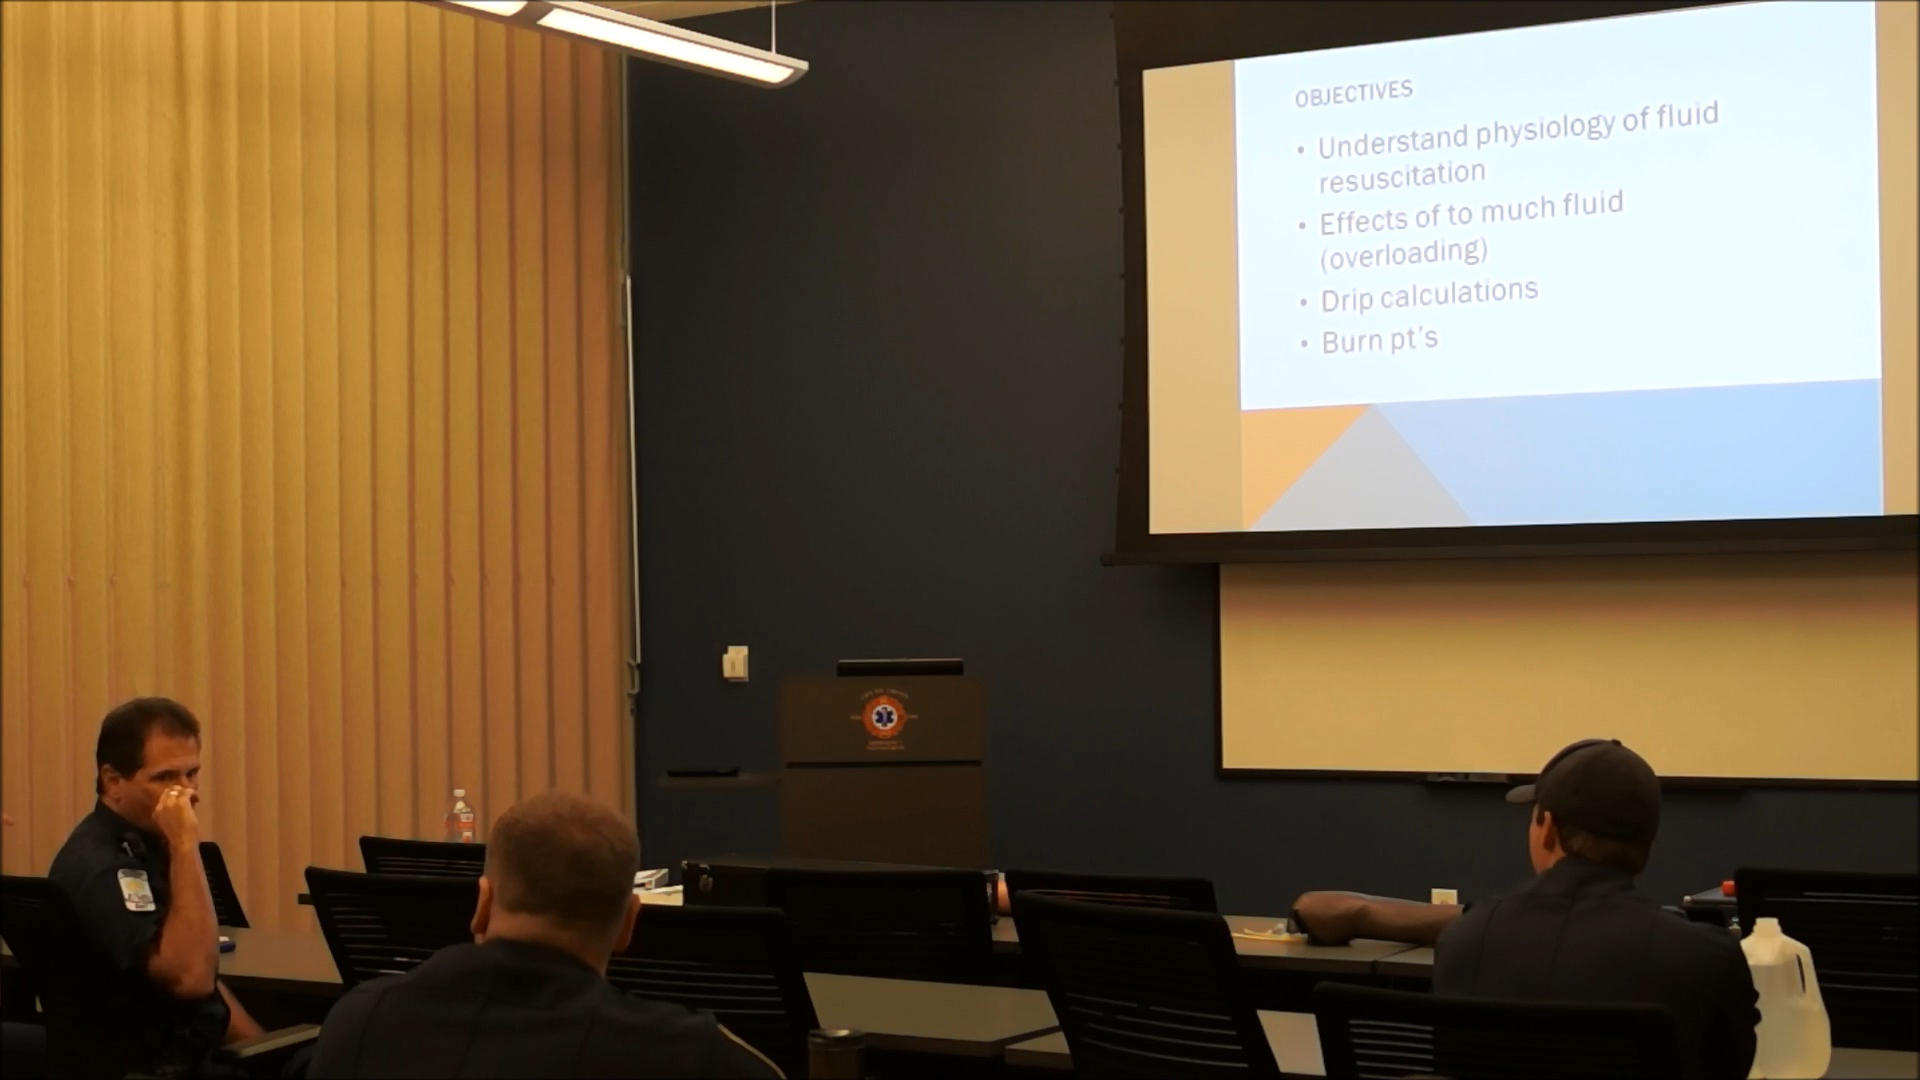 OBJECTIVES
• Understand physiology of fluid
resuscitation
• Effects of to much fluid
(overloading)
• Drip calculations
• Burn pt's